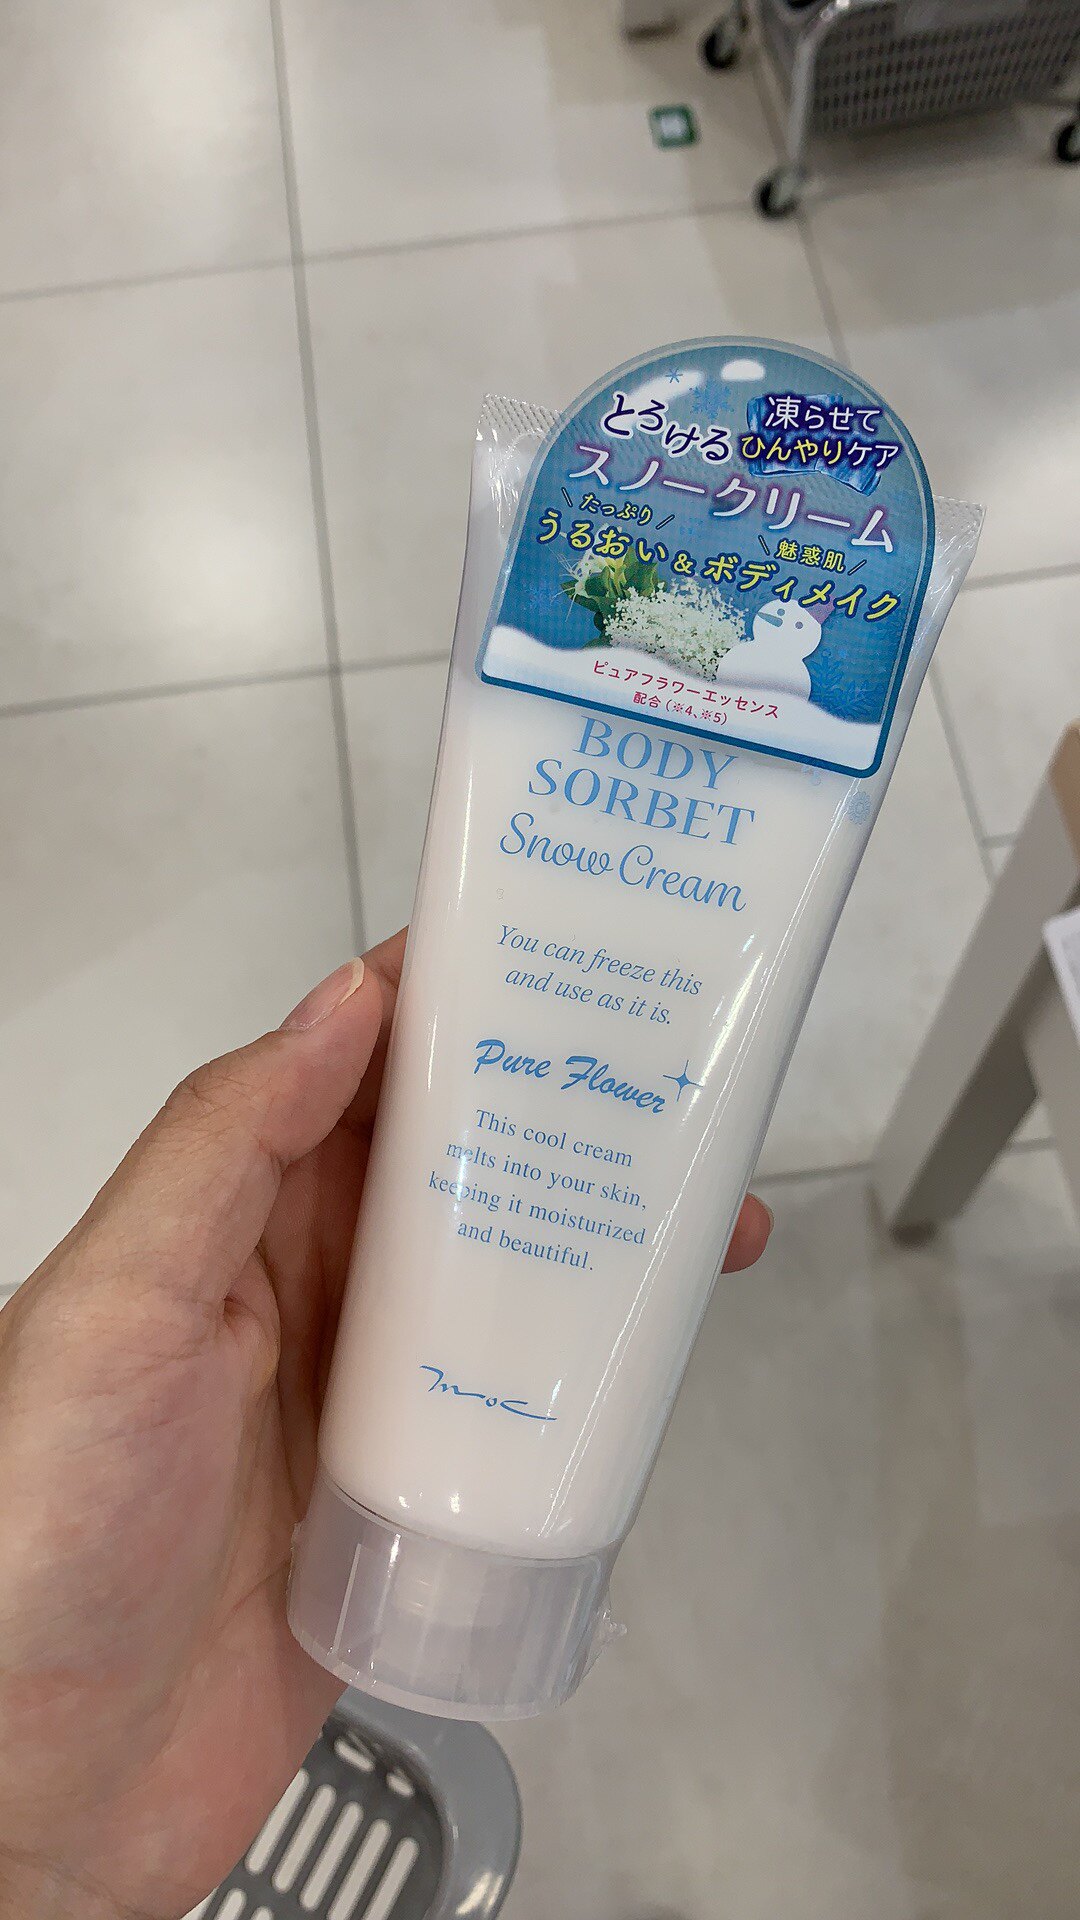 凍らせて
とろける ひんやりケア
スノークリーム
たっぷり 魅惑肌
うるおい&ボディメイク
ピュアフラワーエッセンス
配合(※4、※5)
BODY
SORBET
Snow Cream
You can freeze this
and use as it is.
Pure Flower
This cool cream
melts into your skin,
keeping it moisturized
and beautiful.
moc